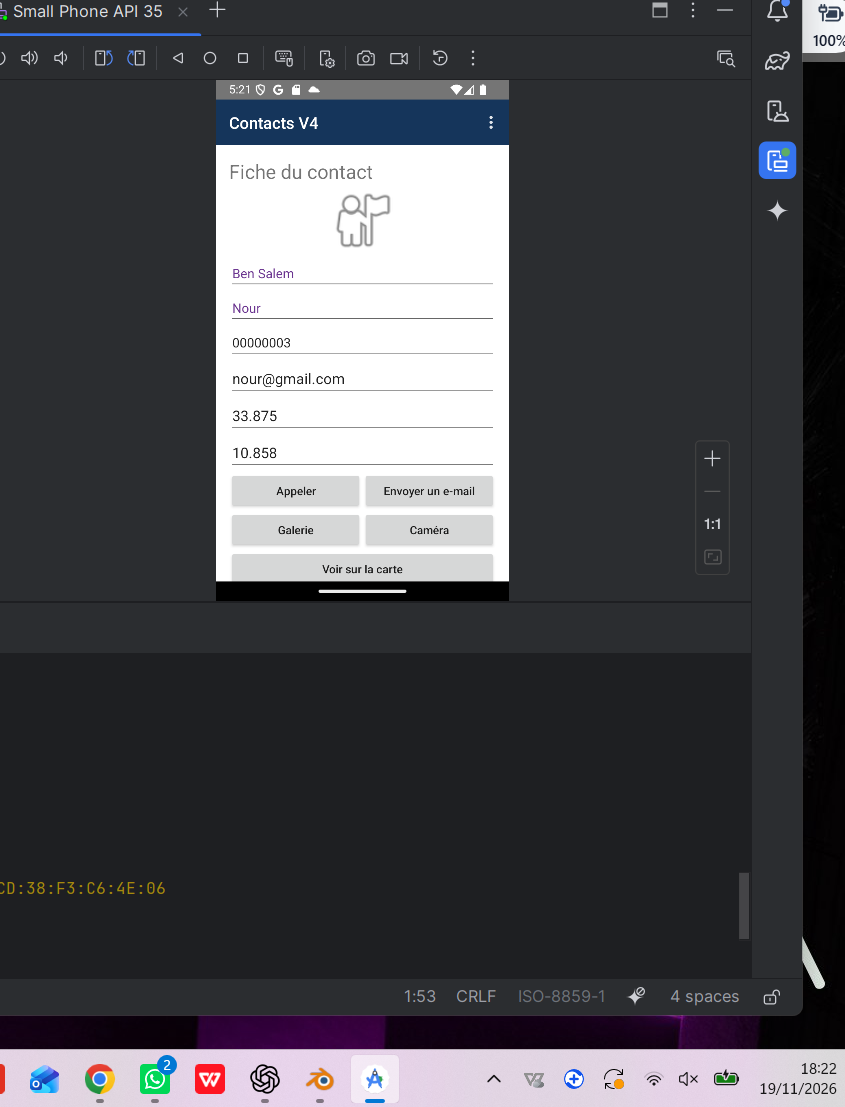 Small Phone API 35
100%
5:21
Contacts V4
Fiche du contact
Ben Salem
Nour
00000003
nour@gmail.com
33.875
10.858
Appeler
Envoyer un e-mail
Galerie
Caméra
Voir sur la carte
1:1
CD:38:F3:C6:4E:06
1:53 CRLF ISO-8859-1 4 spaces
2
18:22
19/11/2026